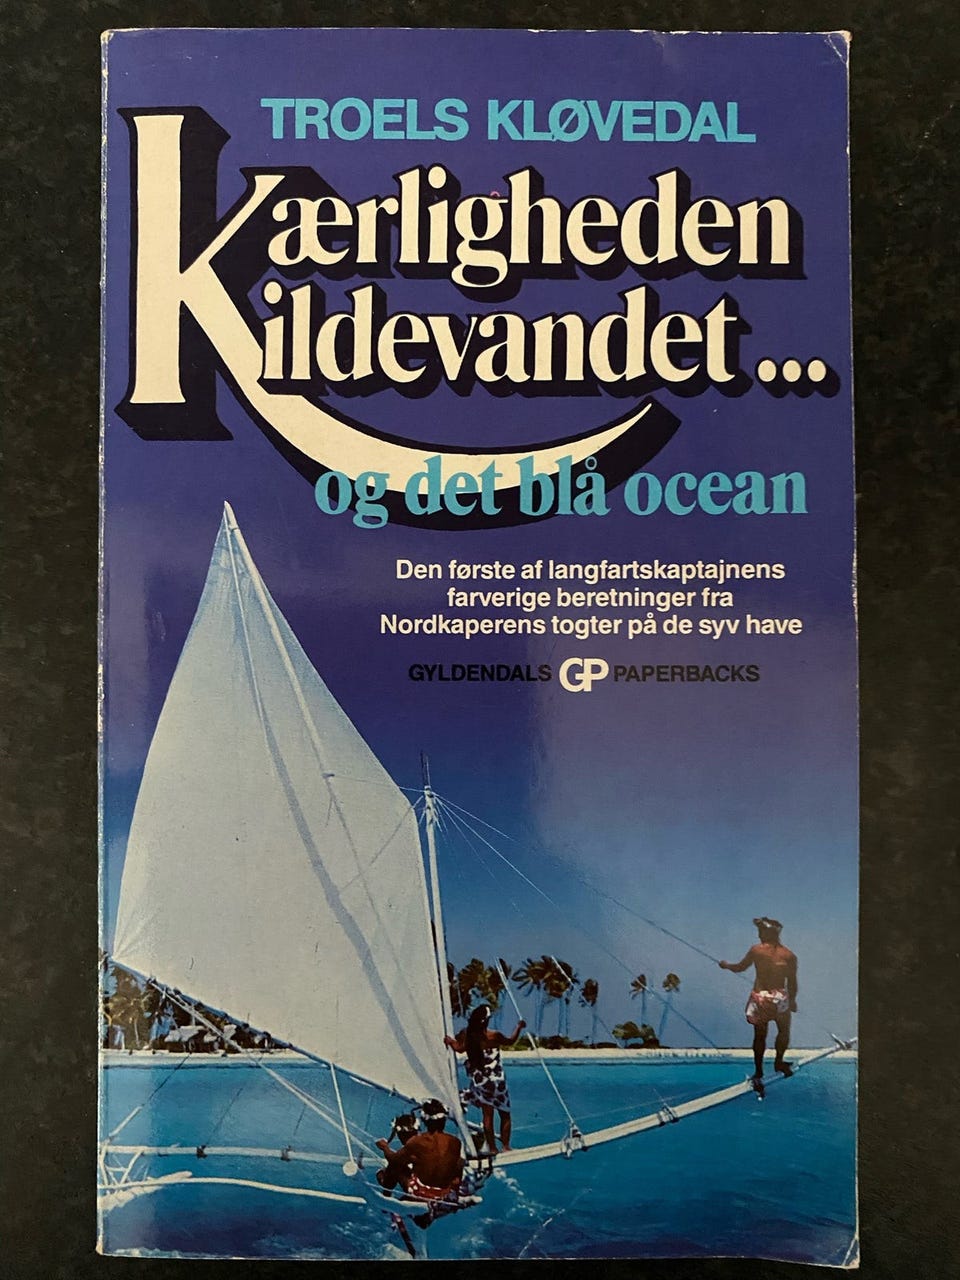 TROELS KLØVEDAL
Kærligheden
Kildevandet...
og det blå ocean
Den første af langfartskaptajnens
farverige beretninger fra
Nordkaperens togter på de syv have
GYLDENDALS GP PAPERBACKS